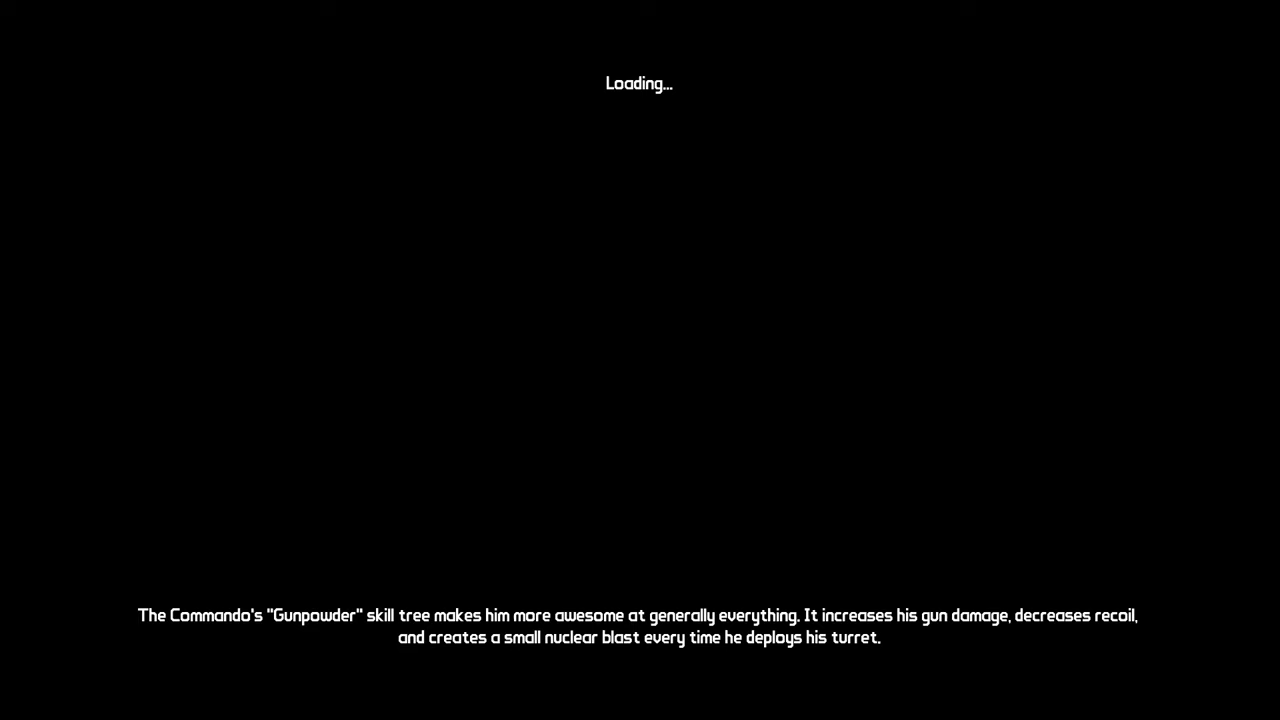 Loading...
The Commando's "Gunpowder" skill tree makes him more awesome at generally everything. It increases his gun damage, decreases recoil,
and creates a small nuclear blast every time he deploys his turret.